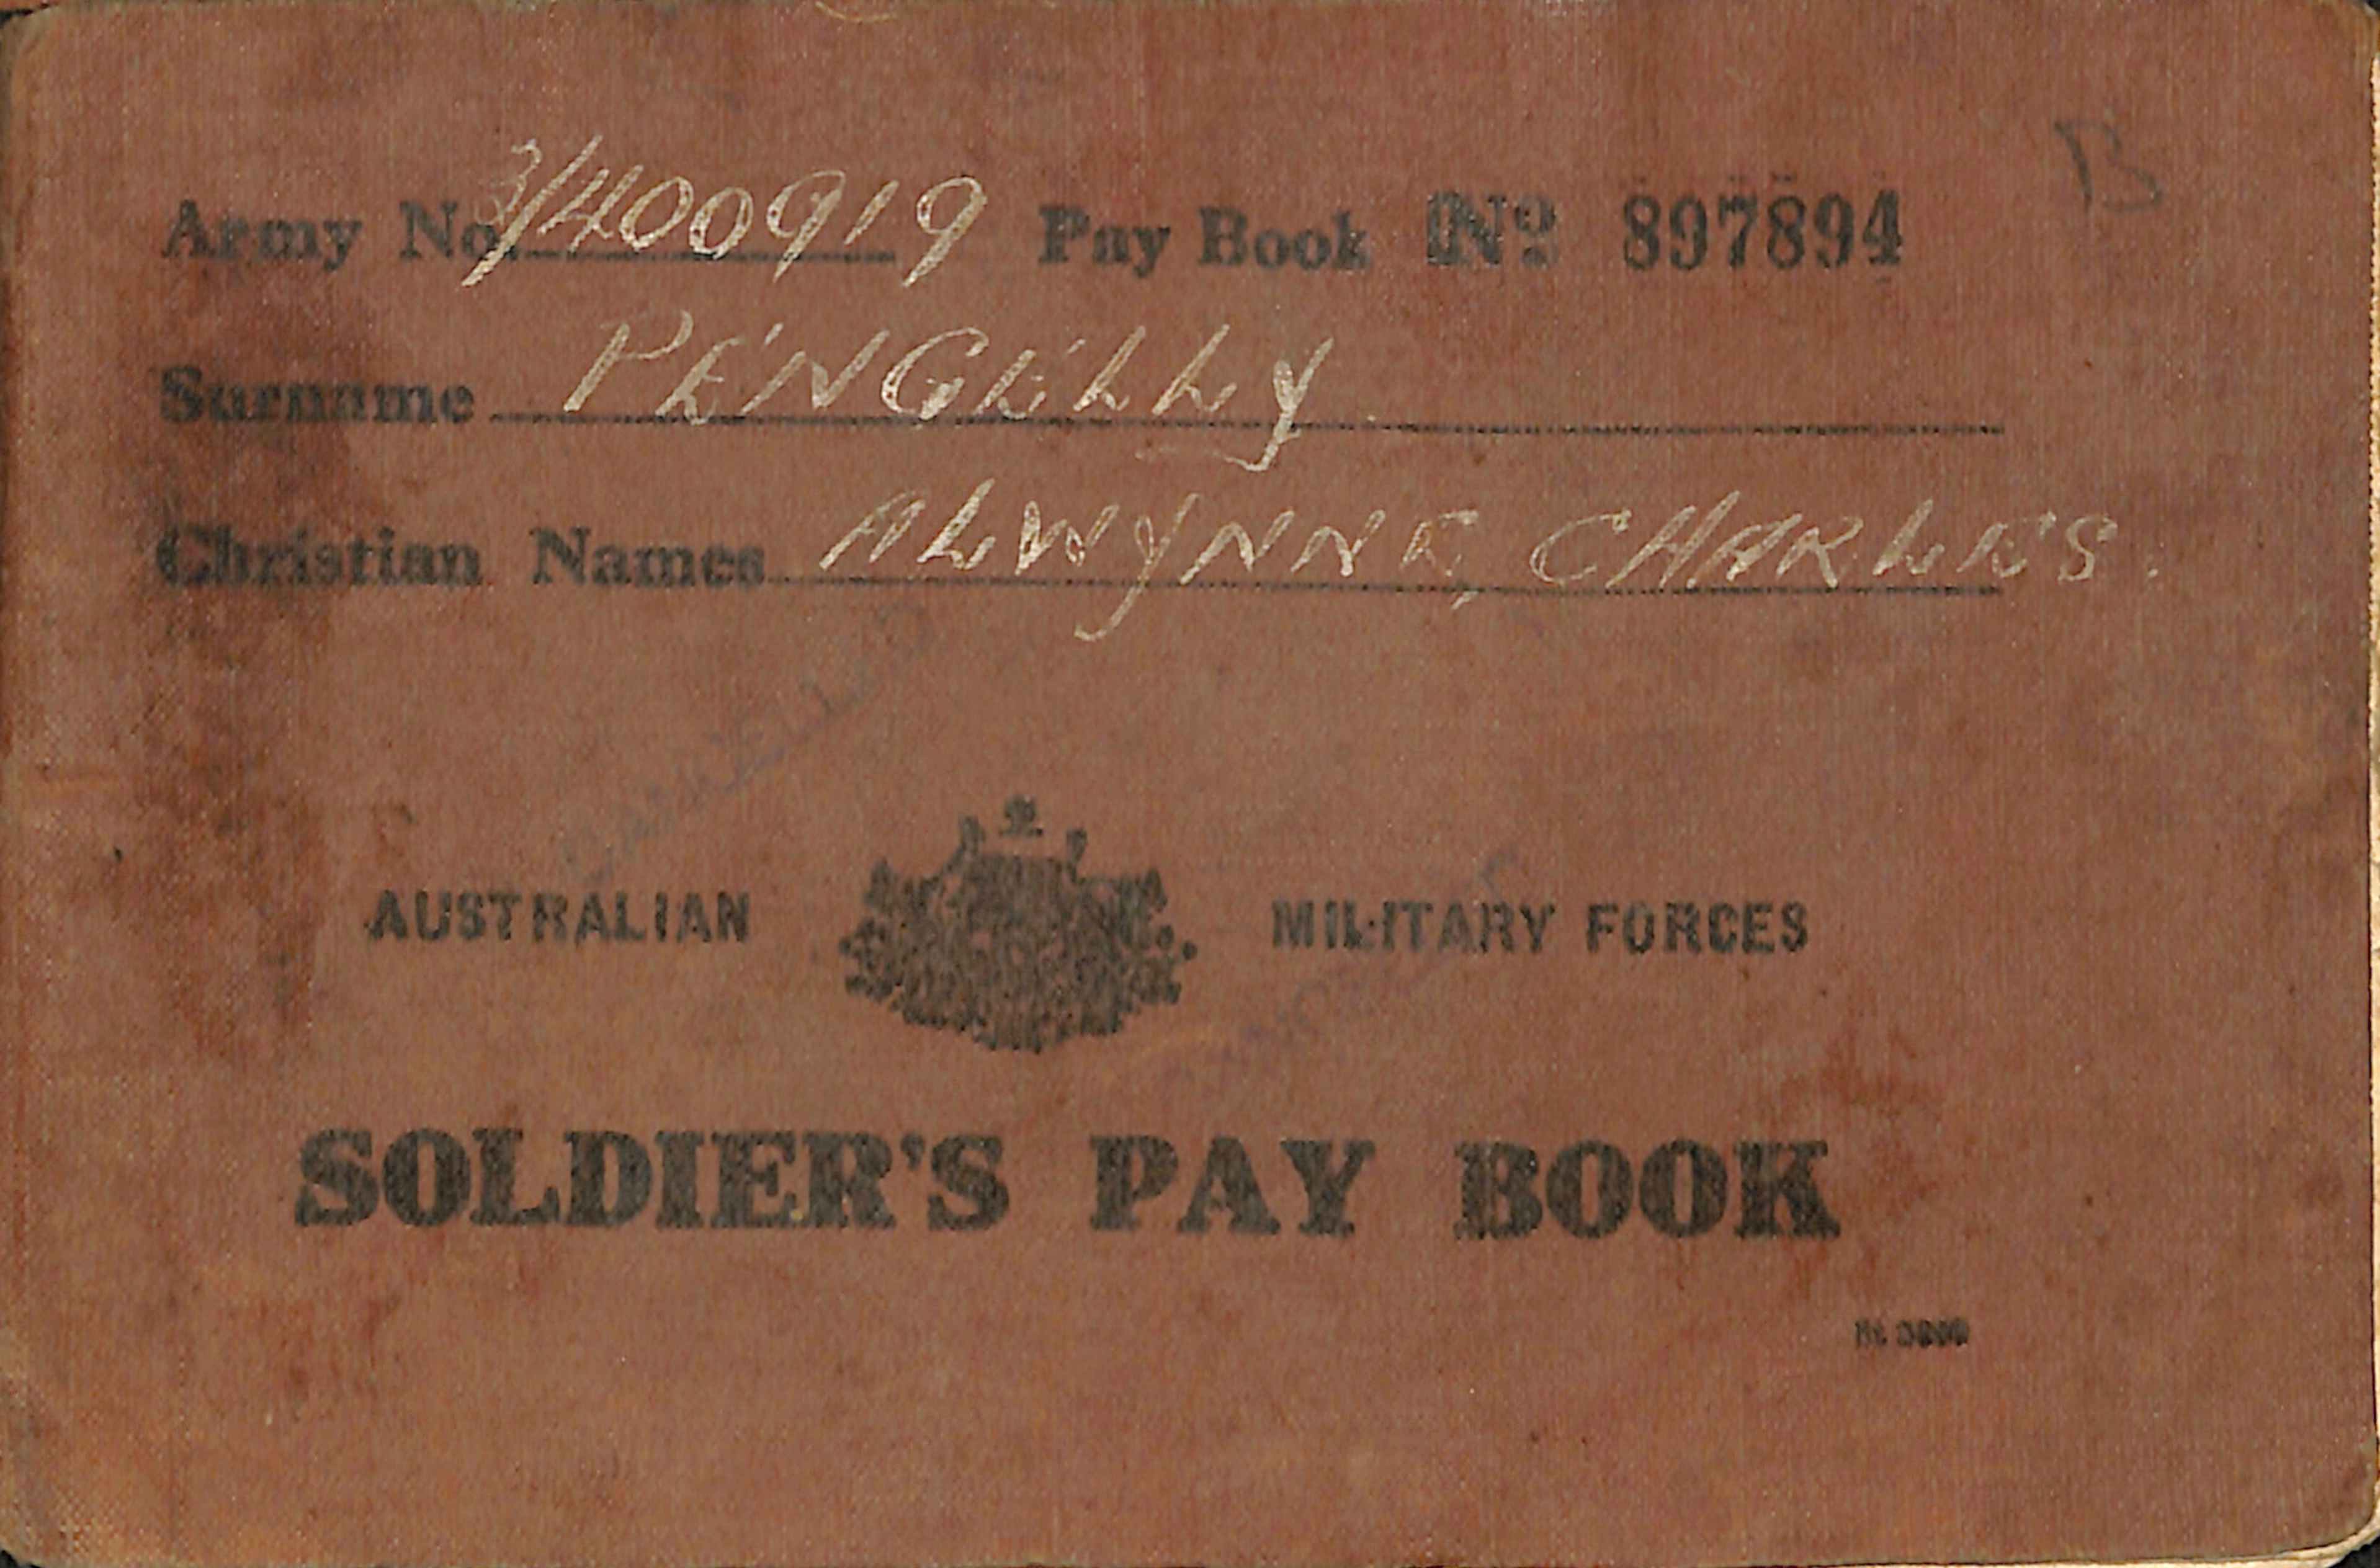 B
Army No. 3/400919 Pay Book No 897894
Surname PENGELLY
Christian Names ALWYNNE, CHARLES.
AUSTRALIAN MILITARY FORCES
SOLDIER'S PAY BOOK